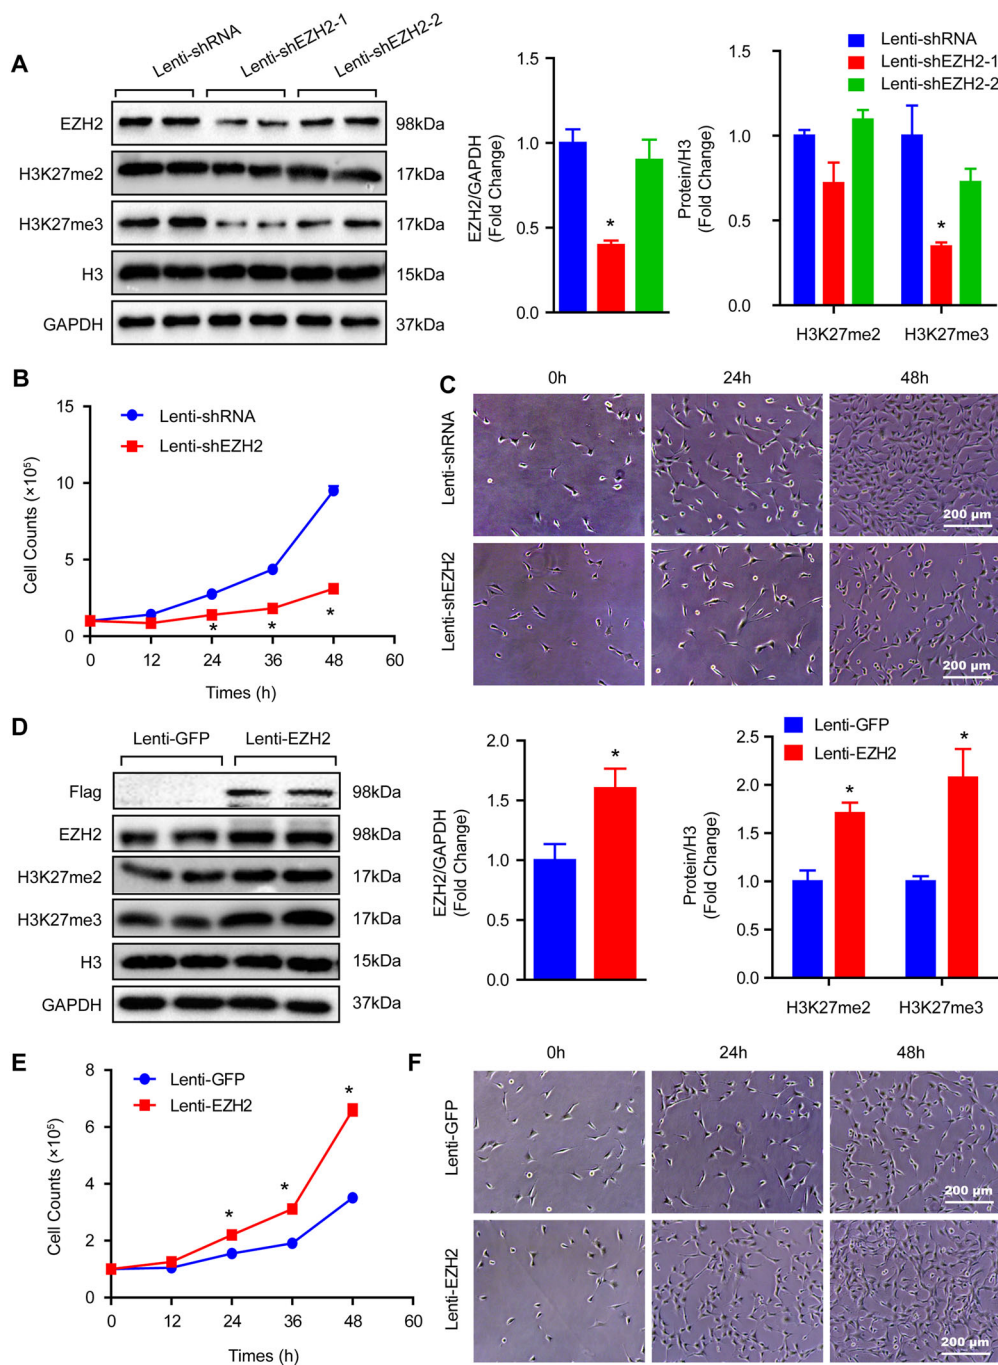 A
Lenti-shRNA
Lenti-shEZH2-1
Lenti-shEZH2-2
EZH2
98kDa
H3K27me2
17kDa
H3K27me3
17kDa
H3
15kDa
GAPDH
37kDa
EZH2/GAPDH
(Fold Change)
1.5
1.0
0.5
0.0
*
Protein/H3
(Fold Change)
1.5
1.0
0.5
0.0
Lenti-shRNA
Lenti-shEZH2-1
Lenti-shEZH2-2
*
H3K27me2
H3K27me3
B
Cell Counts (×10⁵)
15
10
5
0
Lenti-shRNA
Lenti-shEZH2
* * *
0 12 24 36 48 60
Times (h)
C
0h 24h 48h
Lenti-shRNA
200 µm
Lenti-shEZH2
200 µm
D
Lenti-GFP
Lenti-EZH2
Flag
98kDa
EZH2
98kDa
H3K27me2
17kDa
H3K27me3
17kDa
H3
15kDa
GAPDH
37kDa
EZH2/GAPDH
(Fold Change)
2.0
1.5
1.0
0.5
0.0
*
Protein/H3
(Fold Change)
2.5
2.0
1.5
1.0
0.5
0.0
Lenti-GFP
Lenti-EZH2
*
*
H3K27me2
H3K27me3
E
Cell Counts (×10⁵)
8
6
4
2
0
Lenti-GFP
Lenti-EZH2
* * *
0 12 24 36 48 60
Times (h)
F
0h 24h 48h
Lenti-GFP
200 µm
Lenti-EZH2
200 µm